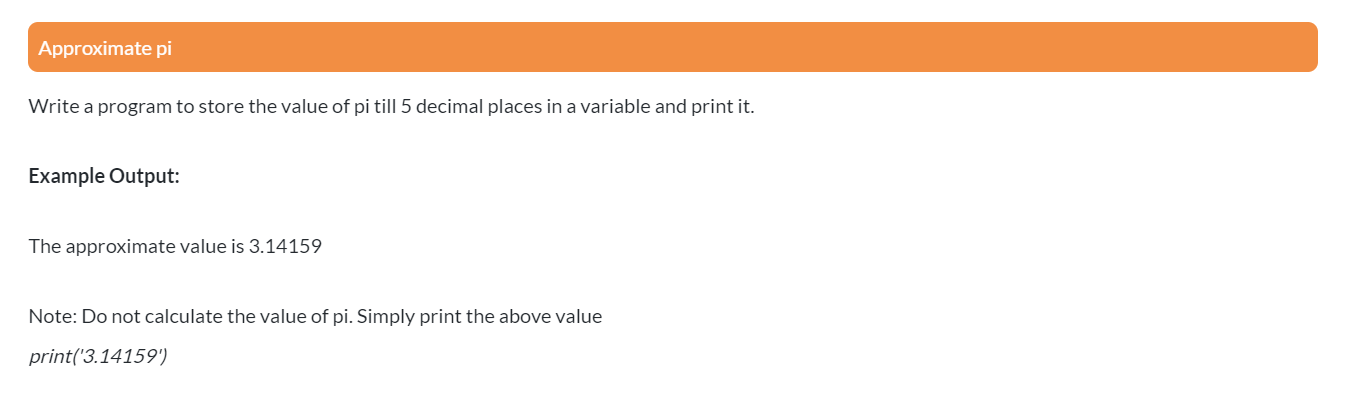 Approximate pi
Write a program to store the value of pi till 5 decimal places in a variable and print it.
Example Output:
The approximate value is 3.14159
Note: Do not calculate the value of pi. Simply print the above value
print('3.14159')